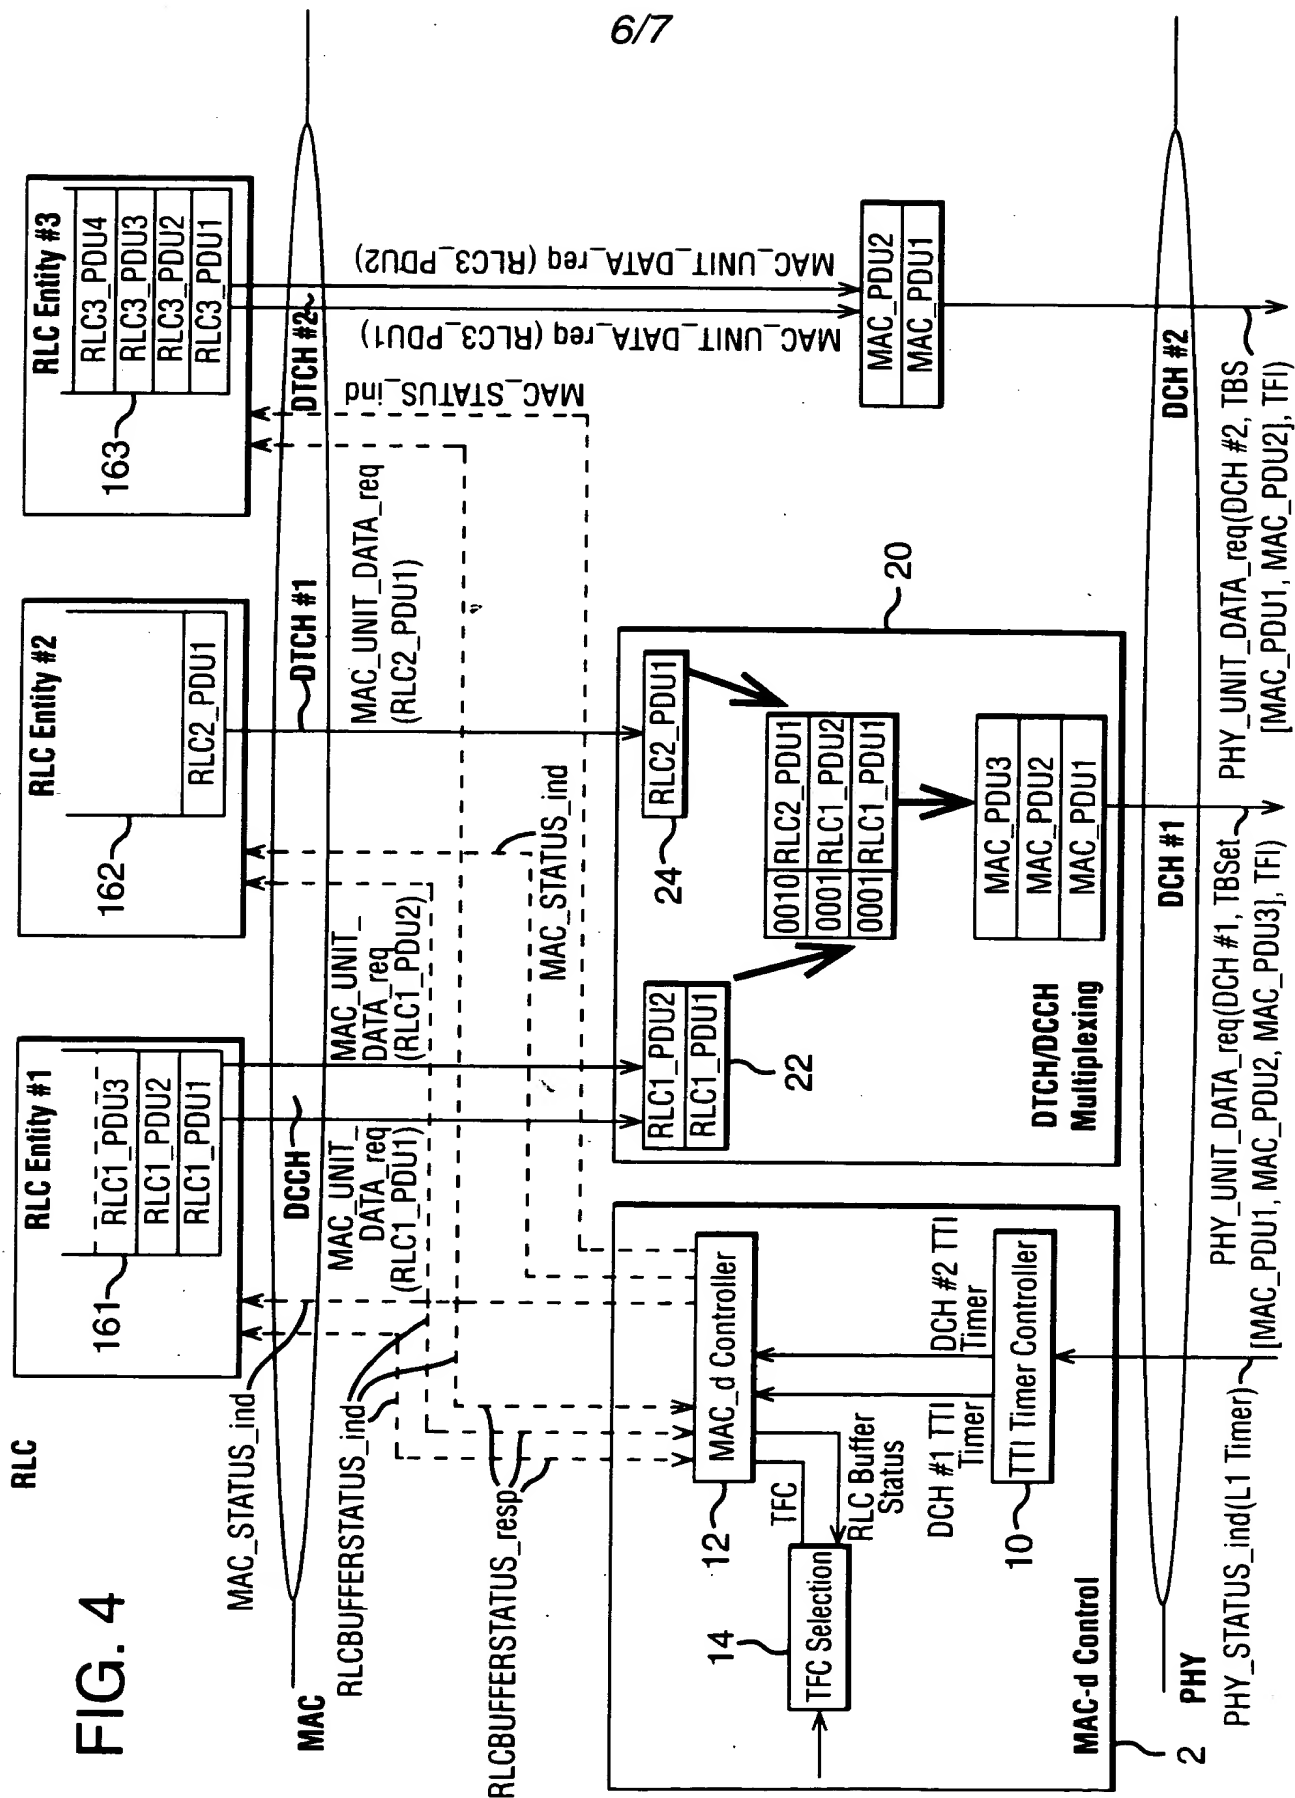 6/7
FIG. 4
RLC
RLC Entity #1
RLC1_PDU3
RLC1_PDU2
RLC1_PDU1
161
RLC Entity #2
RLC2_PDU1
162
RLC Entity #3
RLC3_PDU4
RLC3_PDU3
RLC3_PDU2
RLC3_PDU1
163
MAC
MAC_STATUS_ind
DCCH
DTCH #1
DTCH #2
RLCBUFFERSTATUS_ind
MAC_UNIT_
DATA_req
(RLC1_PDU1)
MAC_UNIT_
DATA_req
(RLC1_PDU2)
MAC_UNIT_DATA_req
(RLC2_PDU1)
MAC_STATUS_ind
MAC_UNIT_DATA_req (RLC3_PDU1)
MAC_UNIT_DATA_req (RLC3_PDU2)
RLCBUFFERSTATUS_resp
MAC_STATUS_ind
MAC_d Controller
12
TFC
RLC Buffer
Status
TFC Selection
14
DCH #1 TTI
Timer
DCH #2 TTI
Timer
TTI Timer Controller
10
MAC-d Control
2
RLC1_PDU2
RLC1_PDU1
22
RLC2_PDU1
24
0010 RLC2_PDU1
0001 RLC1_PDU2
0001 RLC1_PDU1
MAC_PDU3
MAC_PDU2
MAC_PDU1
DTCH/DCCH
Multiplexing
20
MAC_PDU2
MAC_PDU1
PHY
DCH #1
DCH #2
PHY_STATUS_ind(L1 Timer)
PHY_UNIT_DATA_req(DCH #1, TBSet
[MAC_PDU1, MAC_PDU2, MAC_PDU3], TFI)
PHY_UNIT_DATA_req(DCH #2, TBS
[MAC_PDU1, MAC_PDU2], TFI)